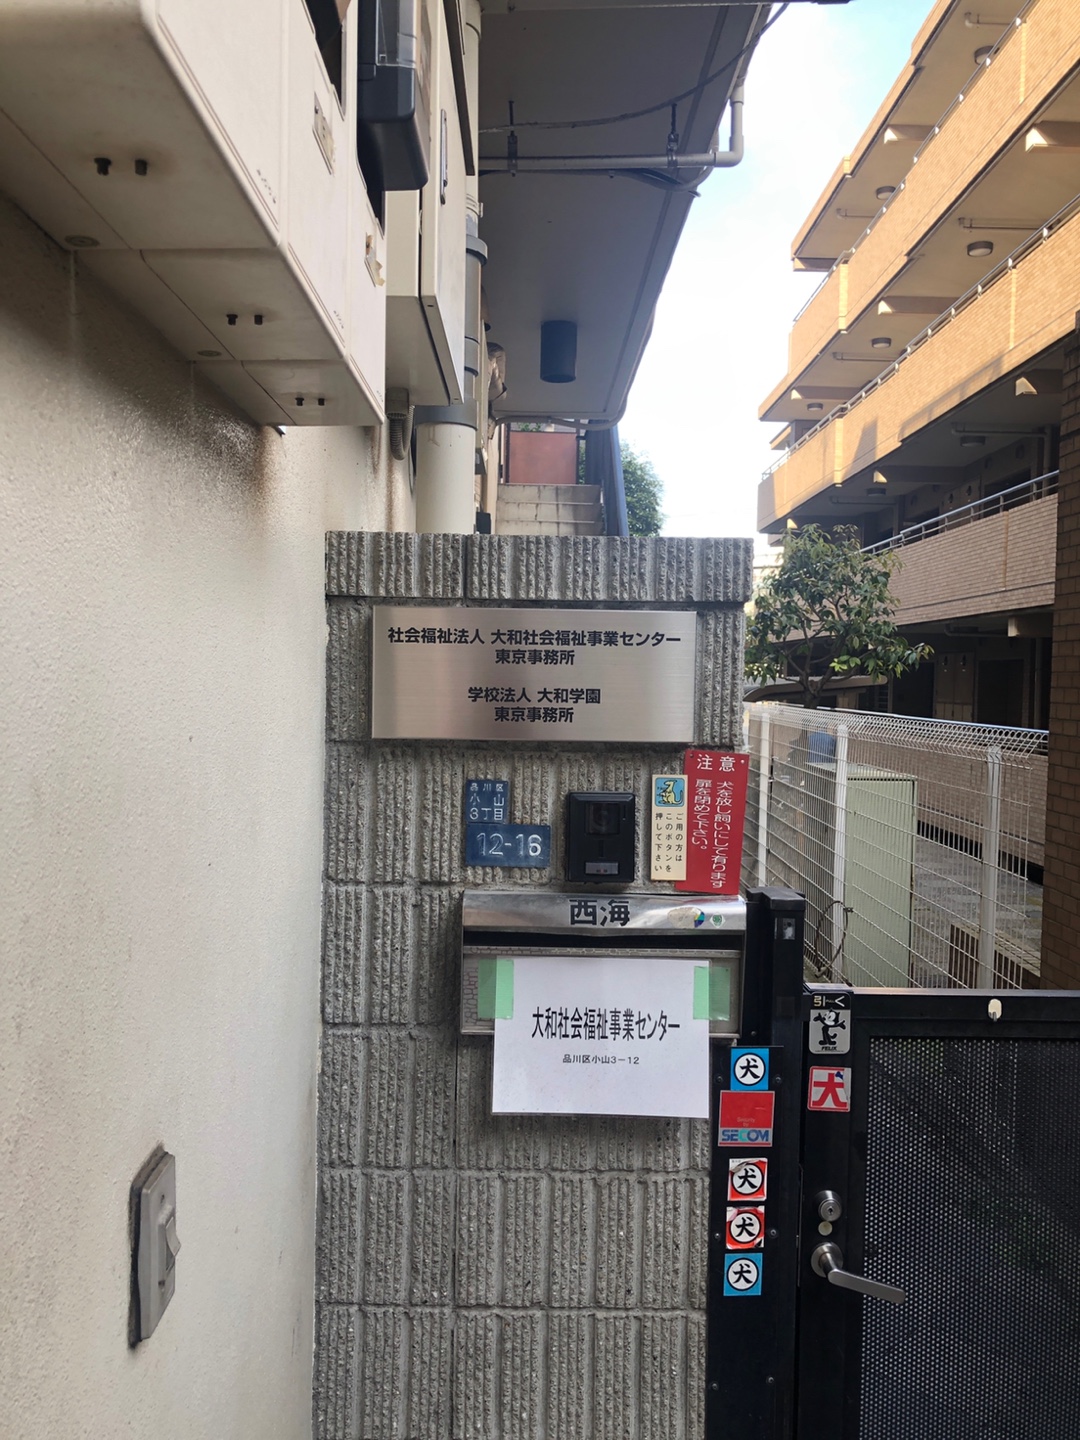 社会福祉法人 大和社会福祉事業センター
東京事務所
学校法人 大和学園
東京事務所
注意
犬を放し飼いにして有ります
扉を閉めて下さい。
品川区
小山
3丁目
12-16
ご用の方は
このボタンを
押して下さい
西海
大和社会福祉事業センター
品川区小山3－12
引く
FELIX
犬
犬
SECOM
犬
犬
犬